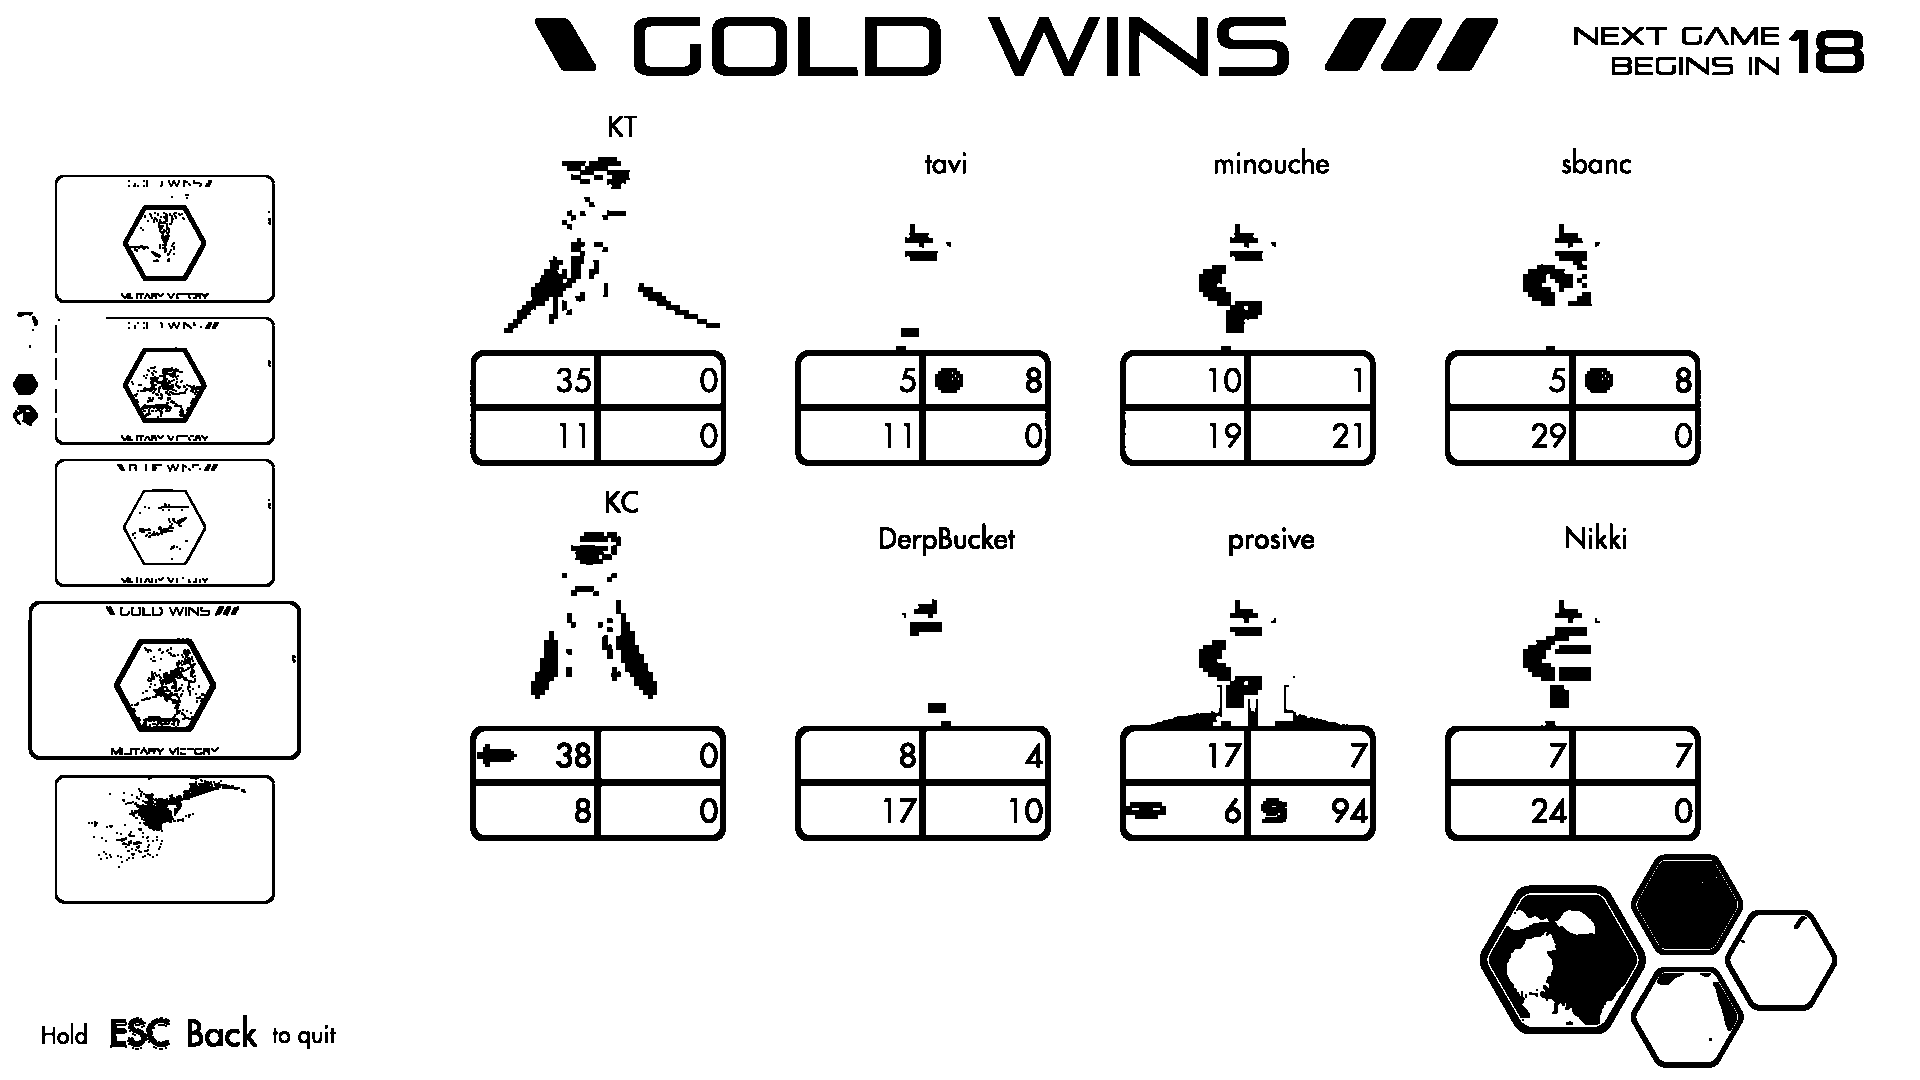 GOLD WINS
NEXT GAME
BEGINS IN 18
KT
tavi
minouche
sbanc
35 0
11 0
5 8
11 0
10 1
19 21
5 8
29 0
KC
DerpBucket
prosive
Nikki
38 0
8 0
8 4
17 10
17 7
6 94
7 7
24 0
GOLD WINS
MILITARY VICTORY
GOLD WINS
MILITARY VICTORY
BLUE WINS
MILITARY VICTORY
GOLD WINS
MILITARY VICTORY
Hold ESC Back to quit